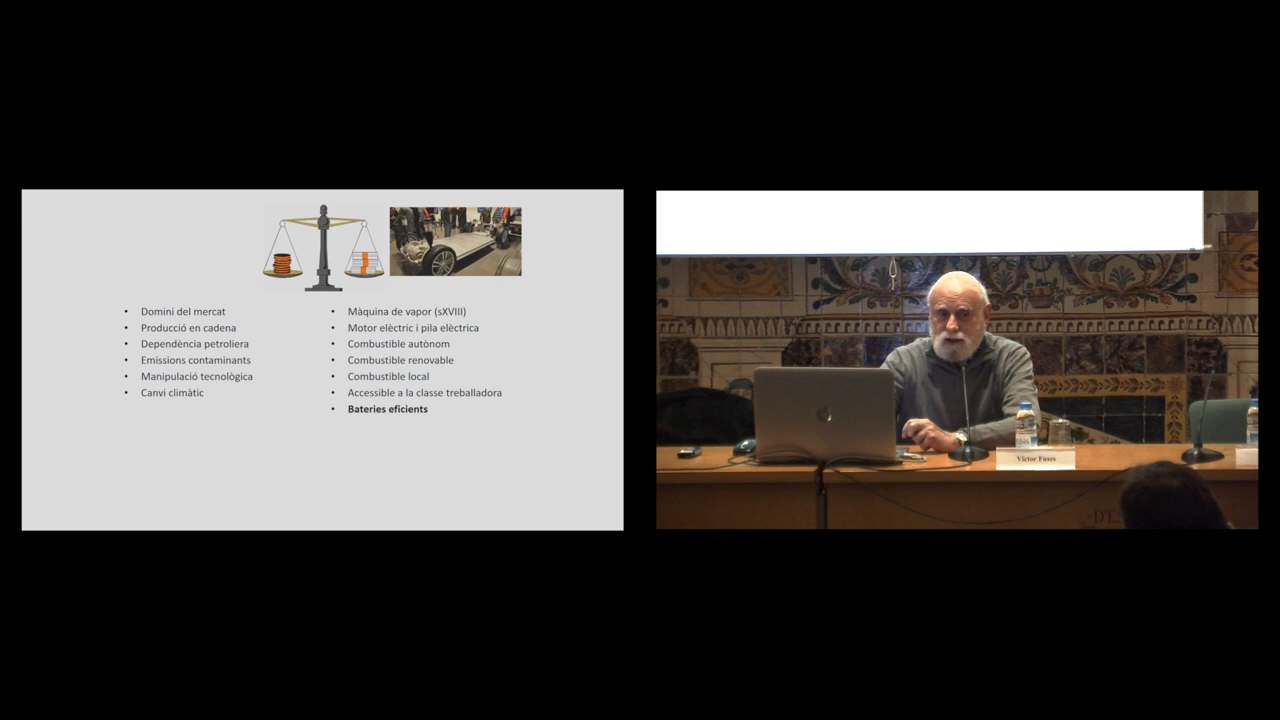 Domini del mercat
Producció en cadena
Dependència petroliera
Emissions contaminants
Manipulació tecnològica
Canvi climàtic
Màquina de vapor (sXVIII)
Motor elèctric i pila elèctrica
Combustible autònom
Combustible renovable
Combustible local
Accessible a la classe treballadora
Bateries eficients
Víctor Fuses
hp